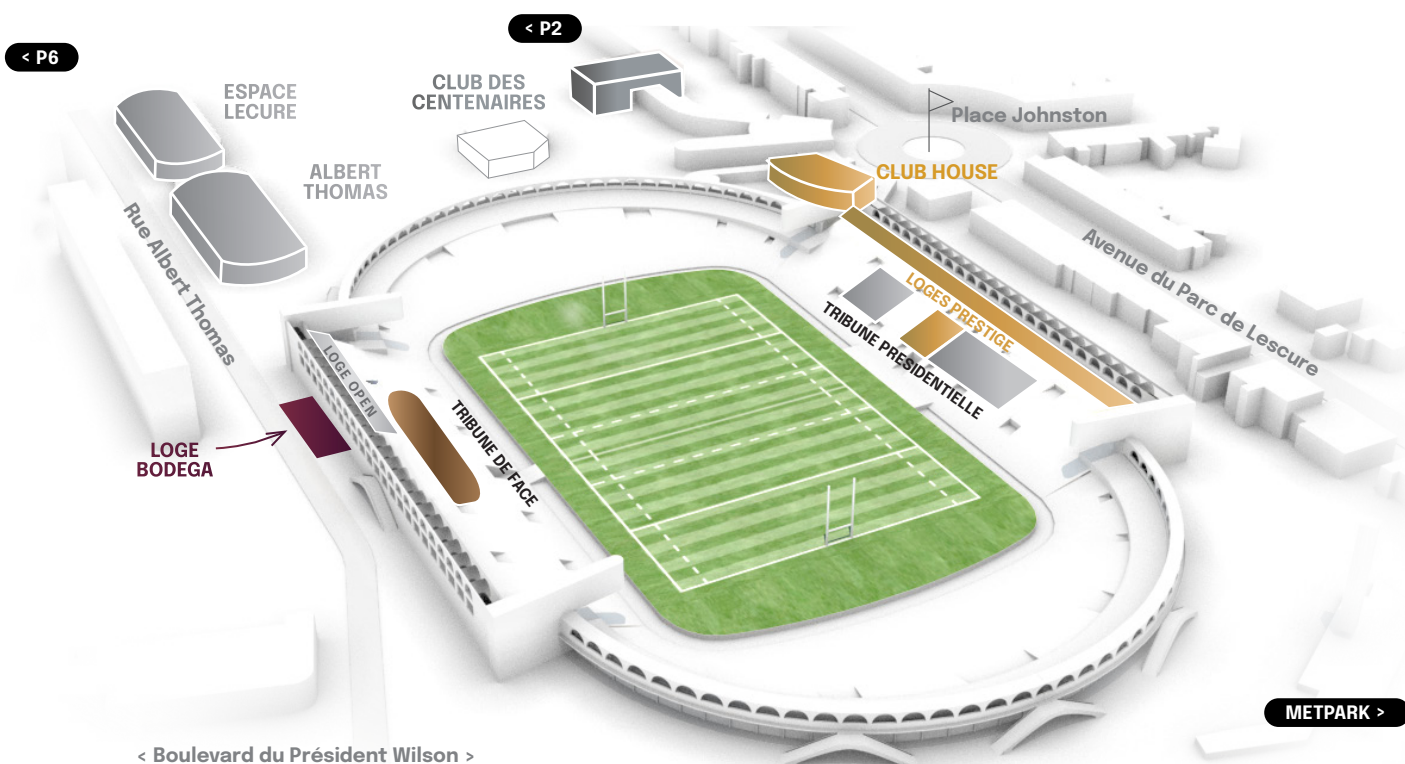 < P2
< P6
CLUB DES
CENTENAIRES
ESPACE
LECURE
Place Johnston
ALBERT
THOMAS
CLUB HOUSE
Rue Albert Thomas
Avenue du Parc de Lescure
LOGES PRESTIGE
TRIBUNE PRESIDENTIELLE
LOGE OPEN
TRIBUNE DE FACE
LOGE
BODEGA
METPARK >
< Boulevard du Président Wilson >